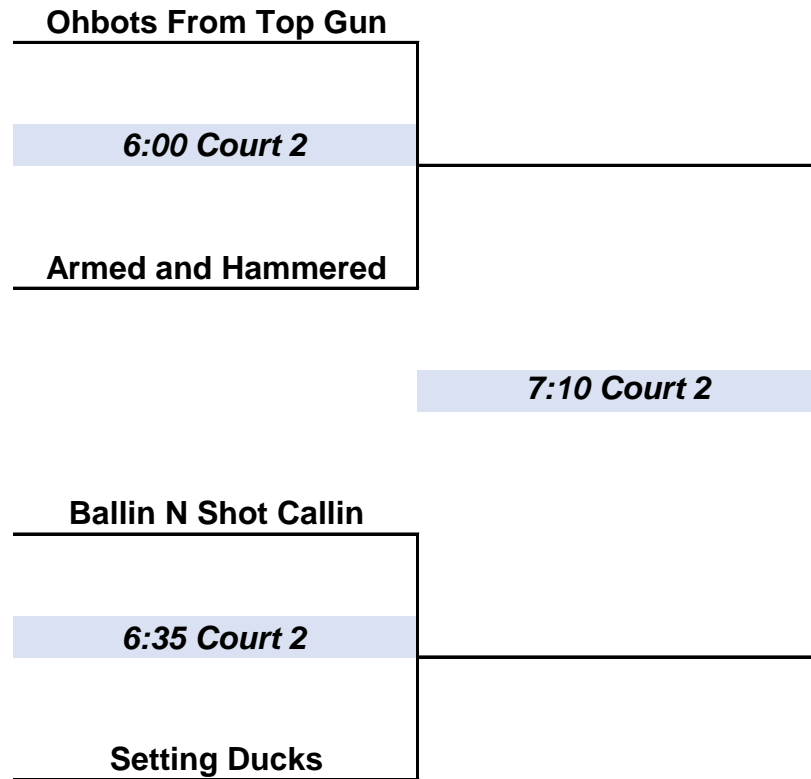 Ohbots From Top Gun
6:00 Court 2
Armed and Hammered
7:10 Court 2
Ballin N Shot Callin
6:35 Court 2
Setting Ducks